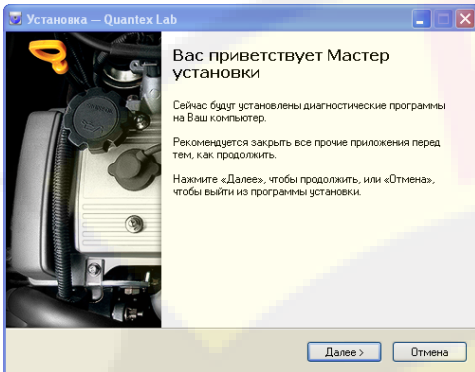 Установка — Quantex Lab
Вас приветствует Мастер
установки
Сейчас будут установлены диагностические программы
на Ваш компьютер.
Рекомендуется закрыть все прочие приложения перед
тем, как продолжить.
Нажмите «Далее», чтобы продолжить, или «Отмена»,
чтобы выйти из программы установки.
Далее >
Отмена